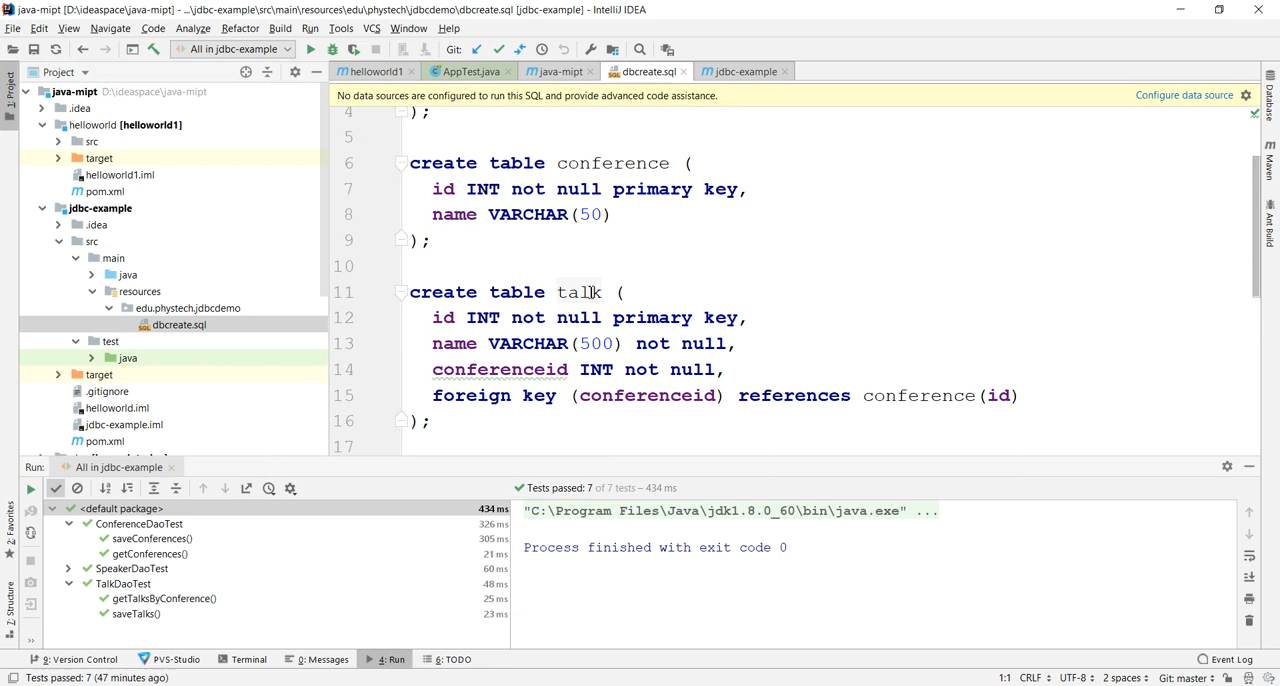 java-mipt [D:\ideaspace\java-mipt] - ...\jdbc-example\src\main\resources\edu\phystech\jdbcdemo\dbcreate.sql [jdbc-example] - IntelliJ IDEA
File Edit View Navigate Code Analyze Refactor Build Run Tools VCS Window Help
All in jdbc-example Git:
1: Project
Project
helloworld1 AppTest.java java-mipt dbcreate.sql jdbc-example
No data sources are configured to run this SQL and provide advanced code assistance. Configure data source
java-mipt D:\ideaspace\java-mipt
.idea
helloworld [helloworld1]
src
target
helloworld1.iml
pom.xml
jdbc-example
.idea
src
main
java
resources
edu.phystech.jdbcdemo
dbcreate.sql
test
java
target
.gitignore
helloworld.iml
jdbc-example.iml
pom.xml
4 );
5
6 create table conference (
7 id INT not null primary key,
8 name VARCHAR(50)
9 );
10
11 create table talk (
12 id INT not null primary key,
13 name VARCHAR(500) not null,
14 conferenceid INT not null,
15 foreign key (conferenceid) references conference(id)
16 );
17
Database
Maven
Ant Build
Run: All in jdbc-example
Tests passed: 7 of 7 tests – 434 ms
<default package> 434 ms
ConferenceDaoTest 326 ms
saveConferences() 305 ms
getConferences() 21 ms
SpeakerDaoTest 60 ms
TalkDaoTest 48 ms
getTalksByConference() 25 ms
saveTalks() 23 ms
"C:\Program Files\Java\jdk1.8.0_60\bin\java.exe" ...
Process finished with exit code 0
2: Favorites
7: Structure
9: Version Control PVS-Studio Terminal 0: Messages 4: Run 6: TODO Event Log
Tests passed: 7 (47 minutes ago) 1:1 CRLF UTF-8 2 spaces Git: master